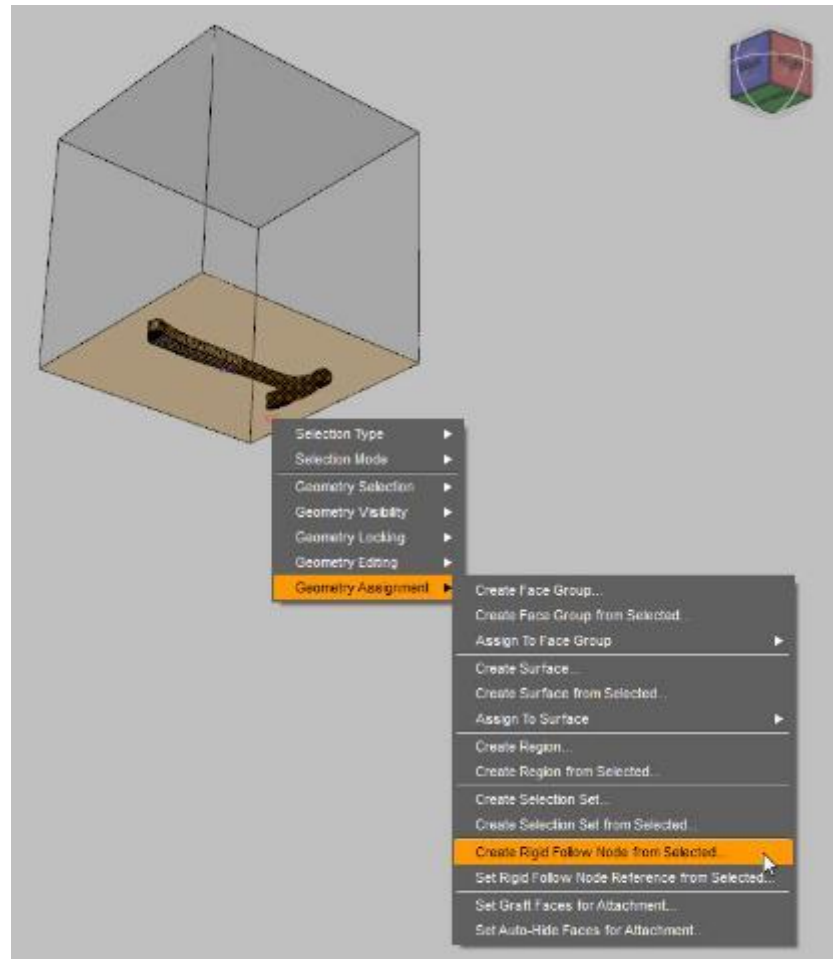 Selection Type
Selection Mode
Geometry Selection
Geometry Visibility
Geometry Locking
Geometry Editing
Geometry Assignment
Create Face Group...
Create Face Group from Selected...
Assign To Face Group
Create Surface...
Create Surface from Selected...
Assign To Surface
Create Region...
Create Region from Selected...
Create Selection Set...
Create Selection Set from Selected...
Create Rigid Follow Node from Selected...
Set Rigid Follow Node Reference from Selected...
Set Graft Faces for Attachment...
Set Auto-Hide Faces for Attachment...